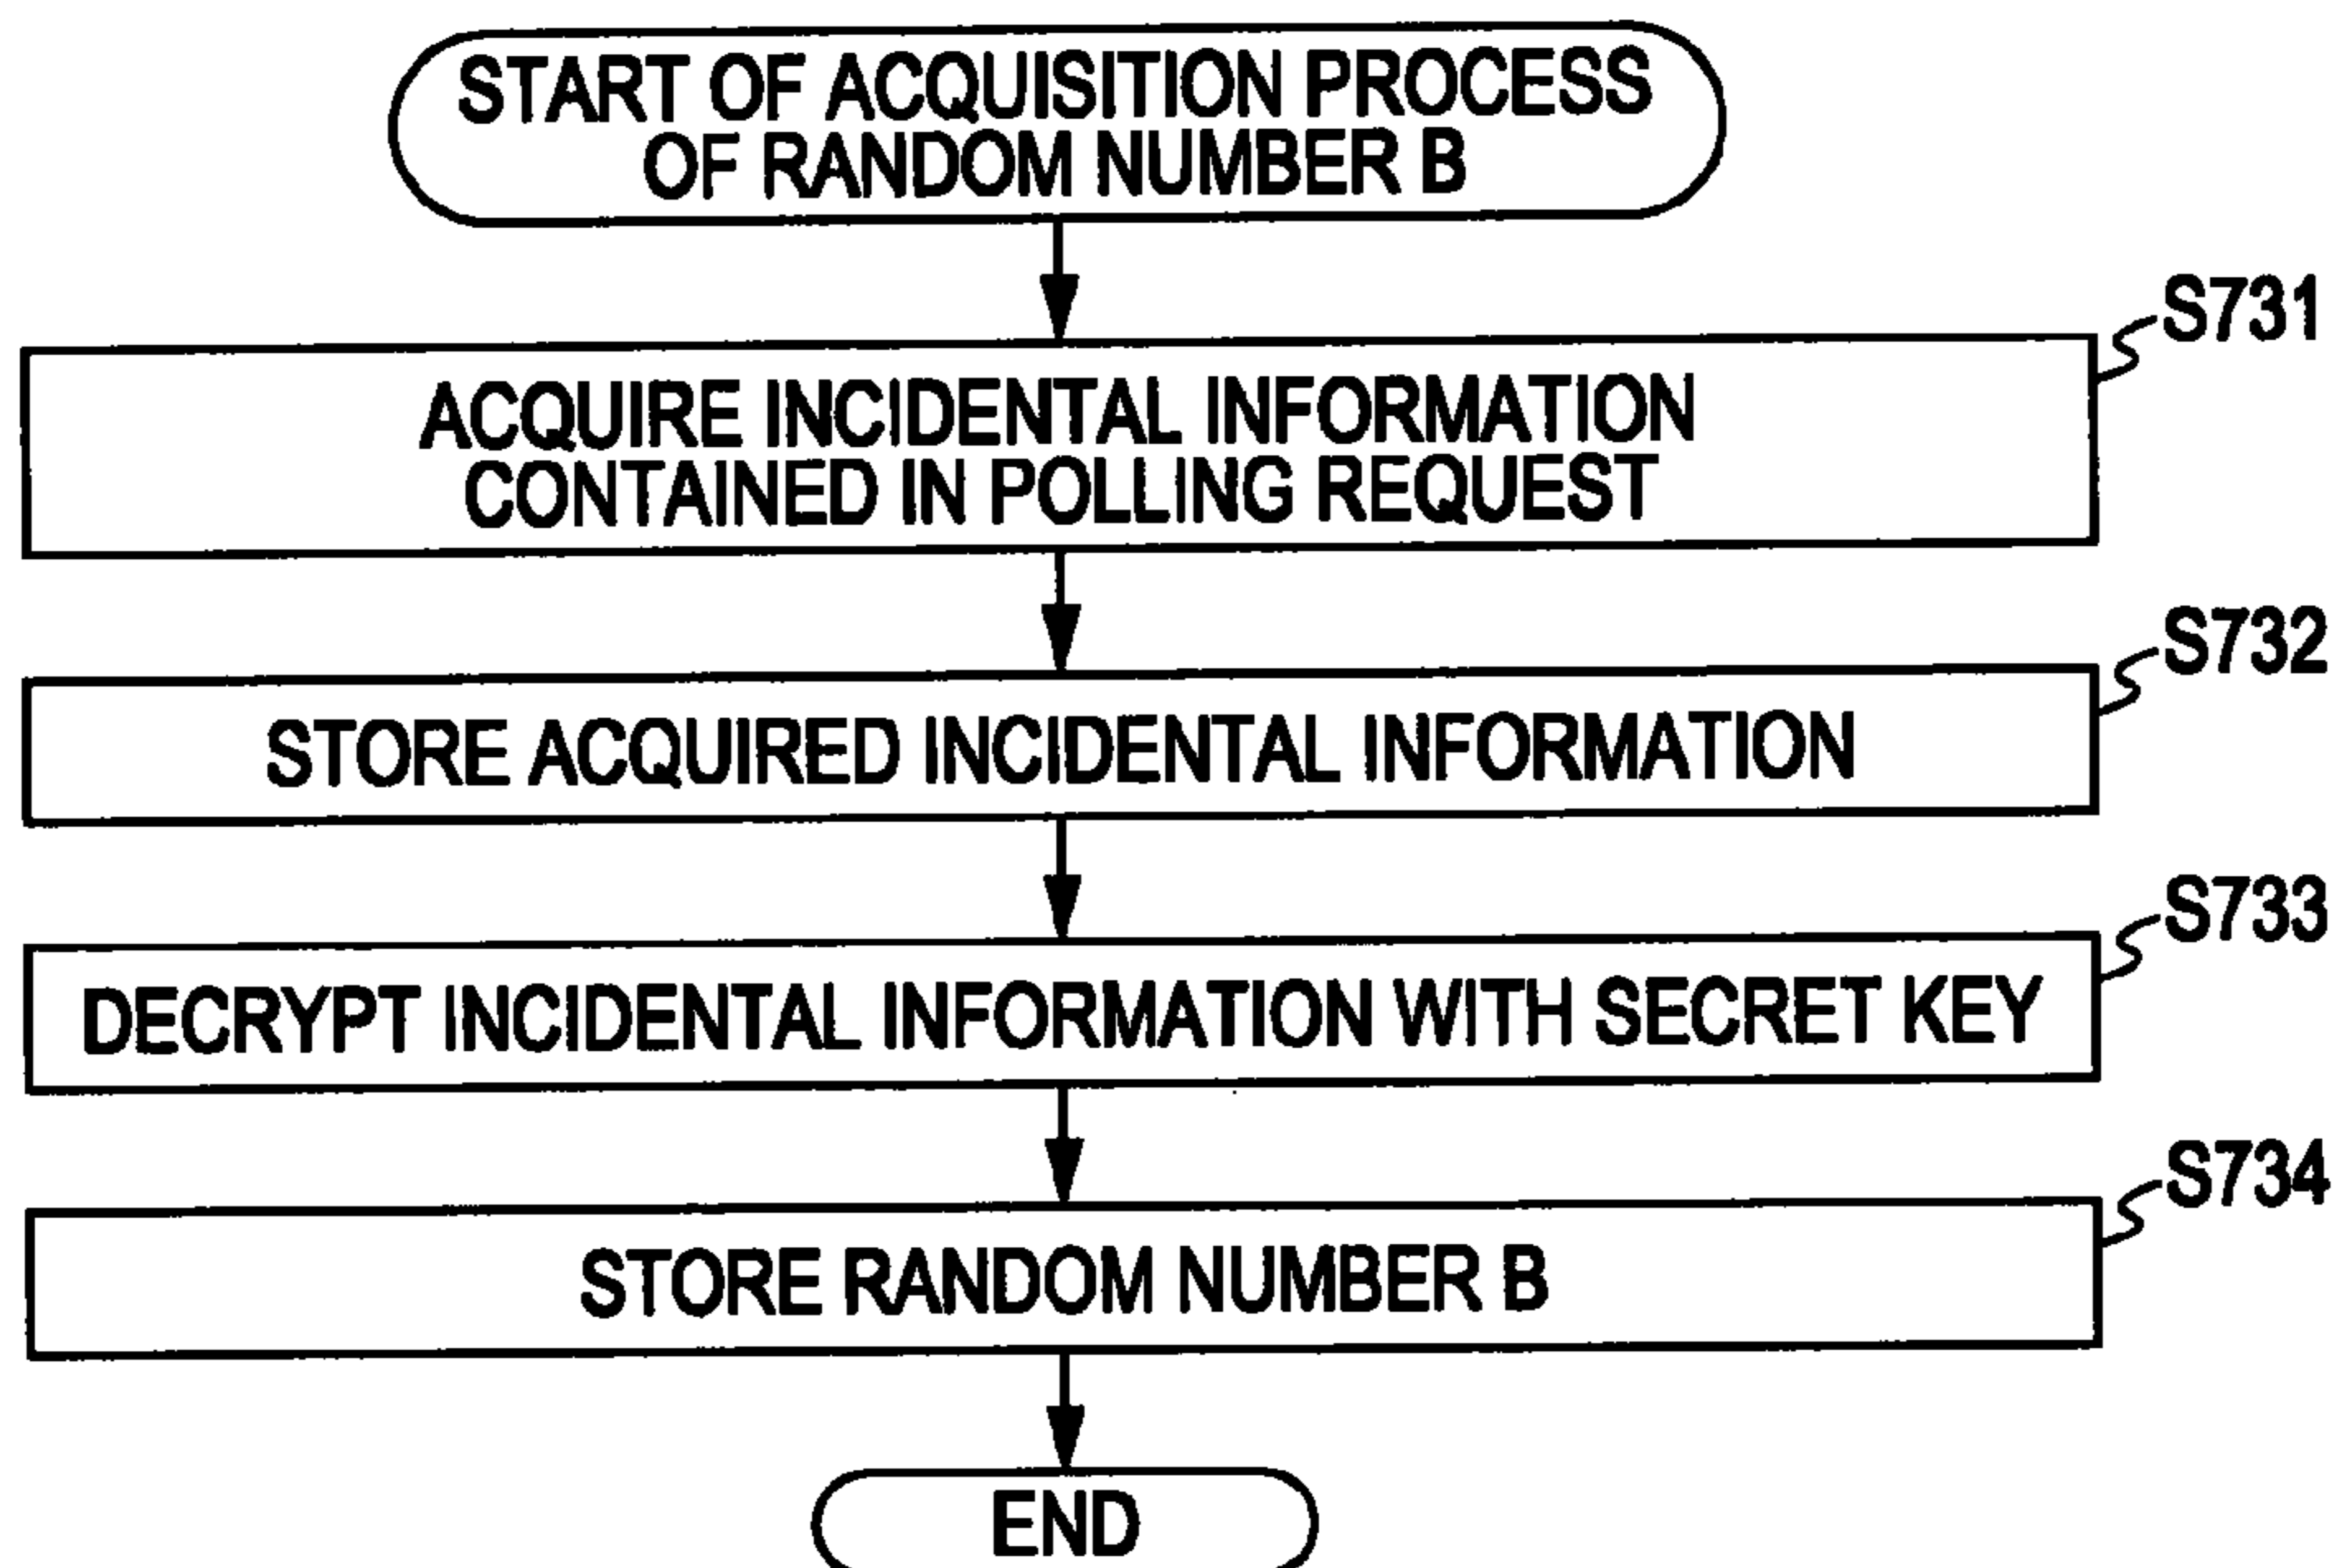 START OF ACQUISITION PROCESS
OF RANDOM NUMBER B
S731
ACQUIRE INCIDENTAL INFORMATION
CONTAINED IN POLLING REQUEST
S732
STORE ACQUIRED INCIDENTAL INFORMATION
S733
DECRYPT INCIDENTAL INFORMATION WITH SECRET KEY
S734
STORE RANDOM NUMBER B
END